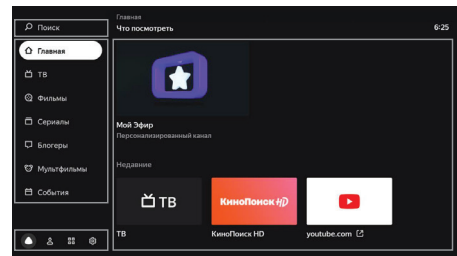 Поиск
Главная
ТВ
Фильмы
Сериалы
Блогеры
Мультфильмы
События
Главная
Что посмотреть
6:25
Мой Эфир
Персонализированный канал
Недавние
ТВ
КиноПоиск HD
ТВ
КиноПоиск HD
youtube.com